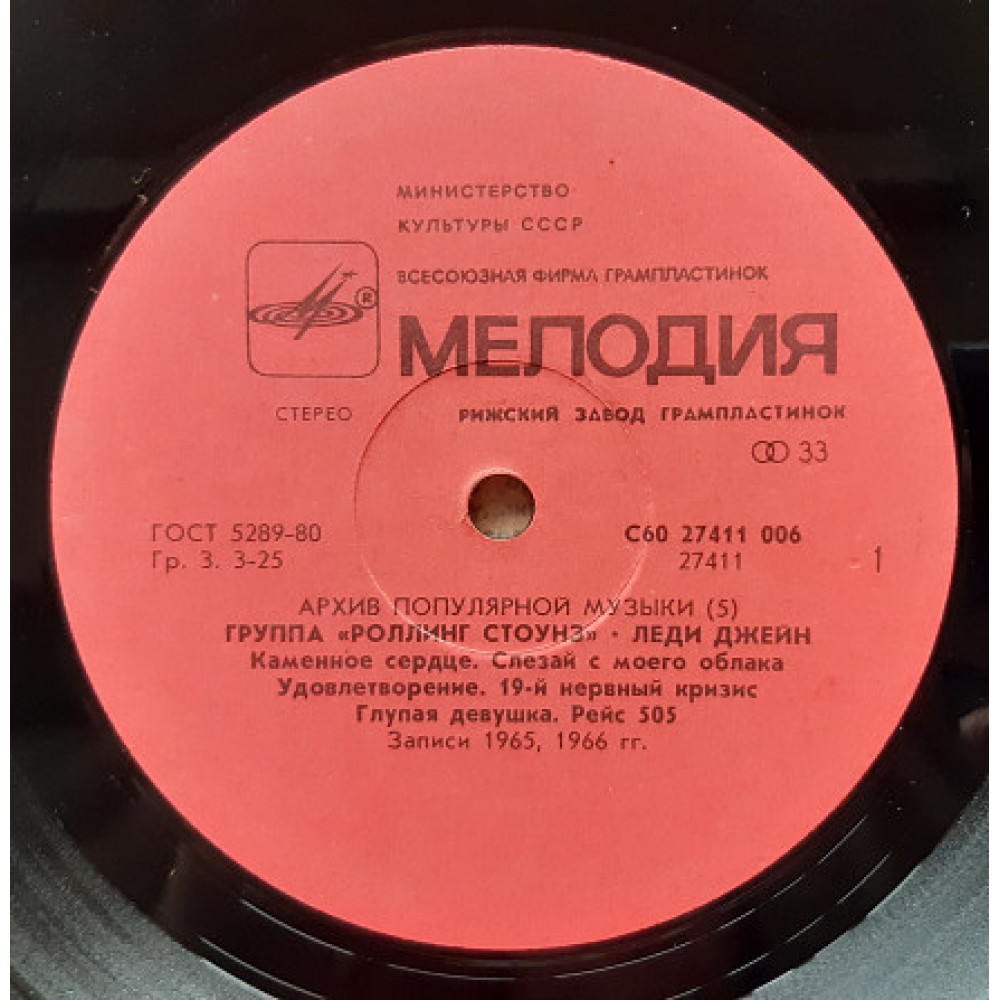 МИНИСТЕРСТВО
КУЛЬТУРЫ СССР
ВСЕСОЮЗНАЯ ФИРМА ГРАМПЛАСТИНОК
®
МЕЛОДИЯ
СТЕРЕО РИЖСКИЙ ЗАВОД ГРАМПЛАСТИНОК
33
ГОСТ 5289-80 С60 27411 006
Гр. 3. 3-25 27411 1
АРХИВ ПОПУЛЯРНОЙ МУЗЫКИ (5)
ГРУППА «РОЛЛИНГ СТОУНЗ» · ЛЕДИ ДЖЕЙН
Каменное сердце. Слезай с моего облака
Удовлетворение. 19-й нервный кризис
Глупая девушка. Рейс 505
Записи 1965, 1966 гг.